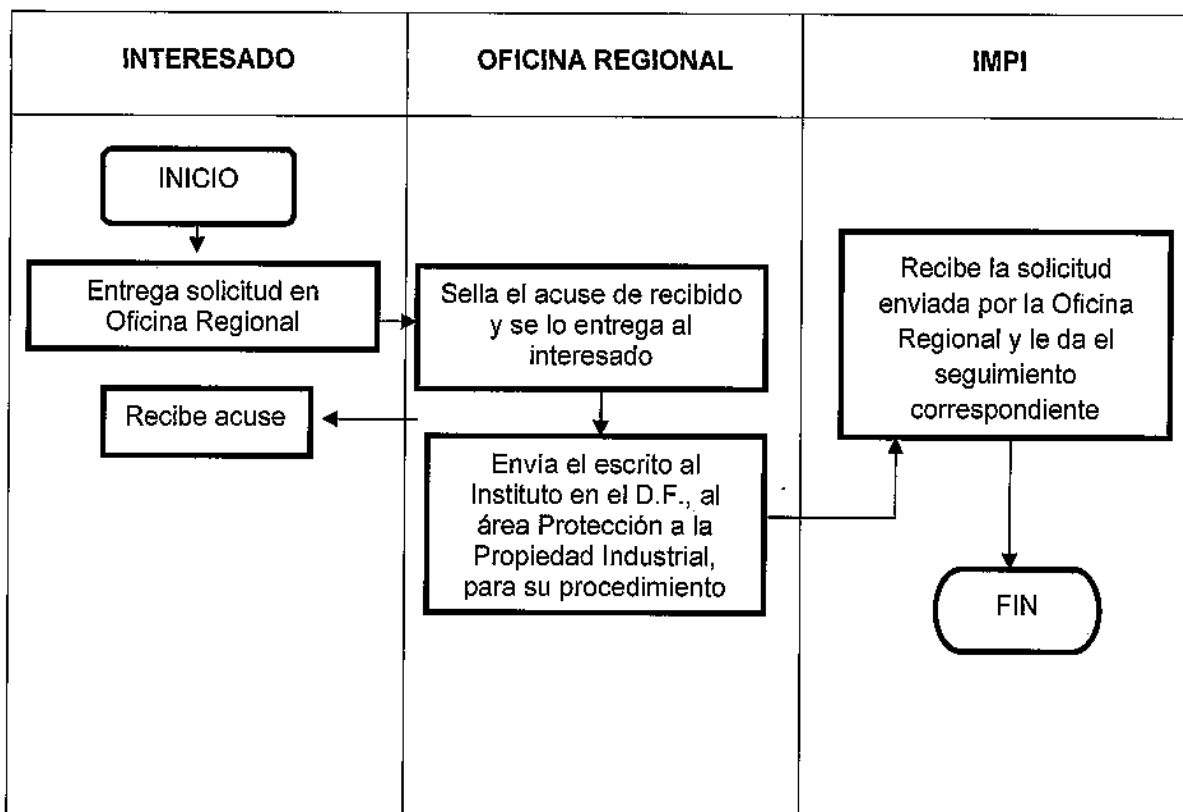 INTERESADO
OFICINA REGIONAL
IMPI
INICIO
Entrega solicitud en
Oficina Regional
Sella el acuse de recibido
y se lo entrega al
interesado
Recibe acuse
Envía el escrito al
Instituto en el D.F., al
área Protección a la
Propiedad Industrial,
para su procedimiento
Recibe la solicitud
enviada por la Oficina
Regional y le da el
seguimiento
correspondiente
FIN